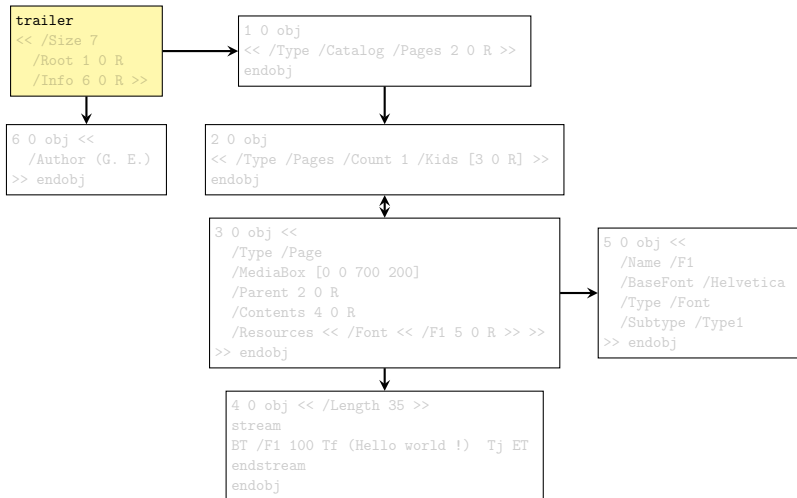 trailer
<< /Size 7
/Root 1 0 R
/Info 6 0 R >>
1 0 obj
<< /Type /Catalog /Pages 2 0 R >>
endobj
6 0 obj <<
/Author (G. E.)
>> endobj
2 0 obj
<< /Type /Pages /Count 1 /Kids [3 0 R] >>
endobj
3 0 obj <<
/Type /Page
/MediaBox [0 0 700 200]
/Parent 2 0 R
/Contents 4 0 R
/Resources << /Font << /F1 5 0 R >> >>
>> endobj
5 0 obj <<
/Name /F1
/BaseFont /Helvetica
/Type /Font
/Subtype /Type1
>> endobj
4 0 obj << /Length 35 >>
stream
BT /F1 100 Tf (Hello world !)  Tj ET
endstream
endobj